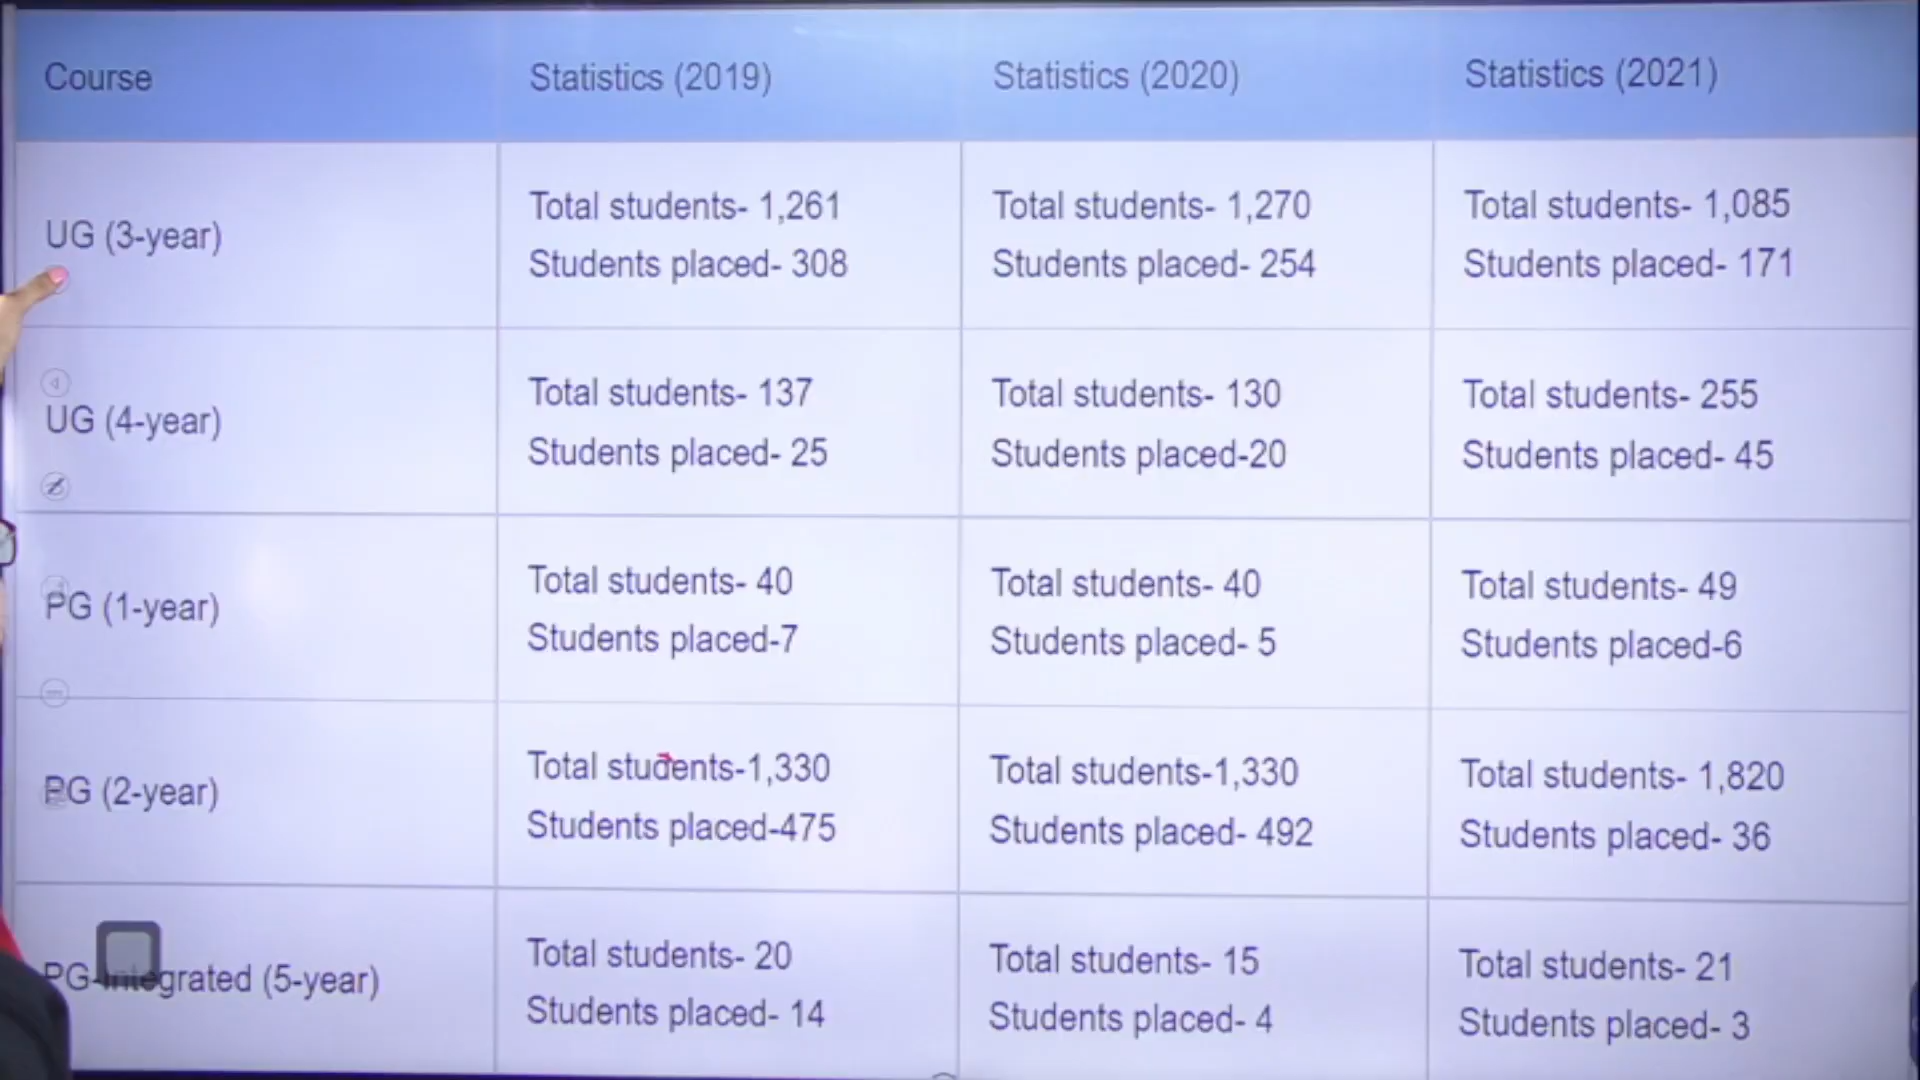 Course
Statistics (2019)
Statistics (2020)
Statistics (2021)
UG (3-year)
Total students- 1,261
Students placed- 308
Total students- 1,270
Students placed- 254
Total students- 1,085
Students placed- 171
UG (4-year)
Total students- 137
Students placed- 25
Total students- 130
Students placed-20
Total students- 255
Students placed- 45
PG (1-year)
Total students- 40
Students placed-7
Total students- 40
Students placed- 5
Total students- 49
Students placed-6
PG (2-year)
Total students-1,330
Students placed-475
Total students-1,330
Students placed- 492
Total students- 1,820
Students placed- 36
PG-Integrated (5-year)
Total students- 20
Students placed- 14
Total students- 15
Students placed- 4
Total students- 21
Students placed- 3